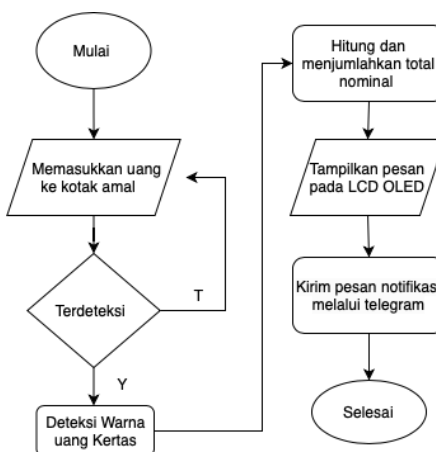 Mulai
Memasukkan uang
ke kotak amal
Terdeteksi
T
Y
Deteksi Warna
uang Kertas
Hitung dan
menjumlahkan total
nominal
Tampilkan pesan
pada LCD OLED
Kirim pesan notifikas
melalui telegram
Selesai